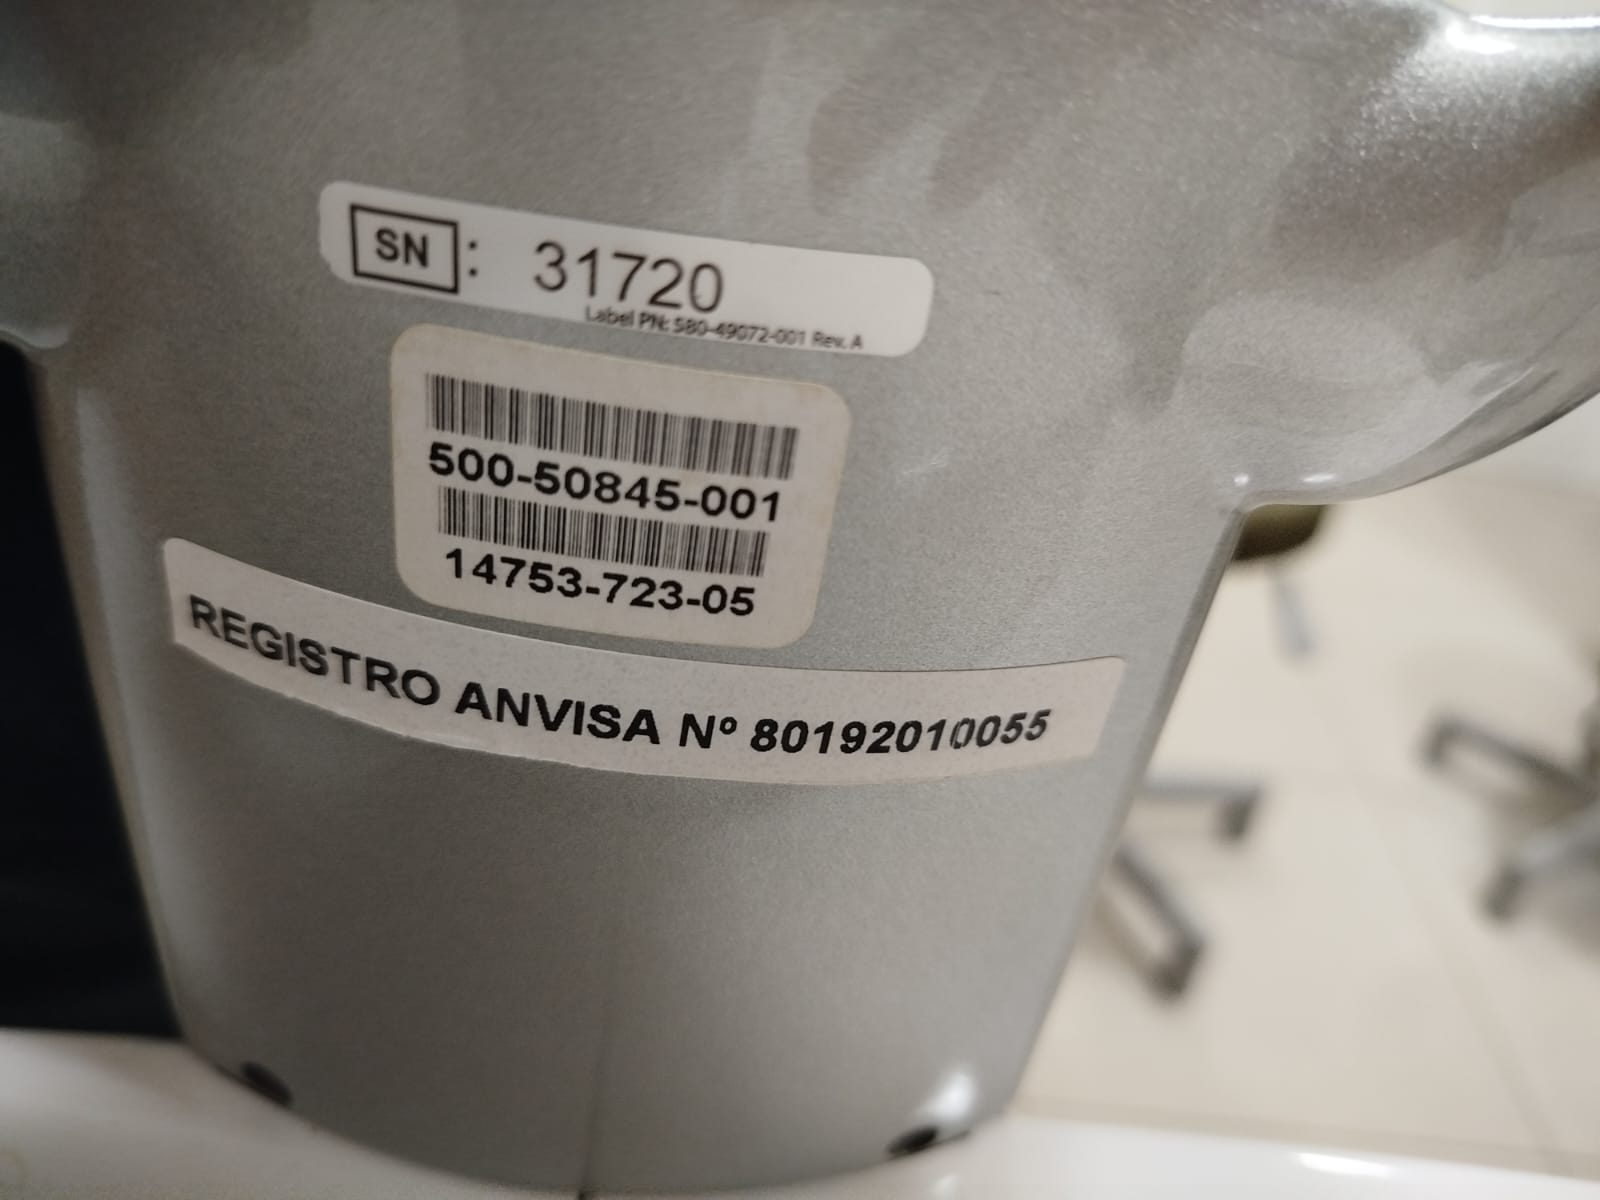 SN: 31720
Label PN: 580-49072-001 Rev. A
500-50845-001
14753-723-05
REGISTRO ANVISA Nº 80192010055